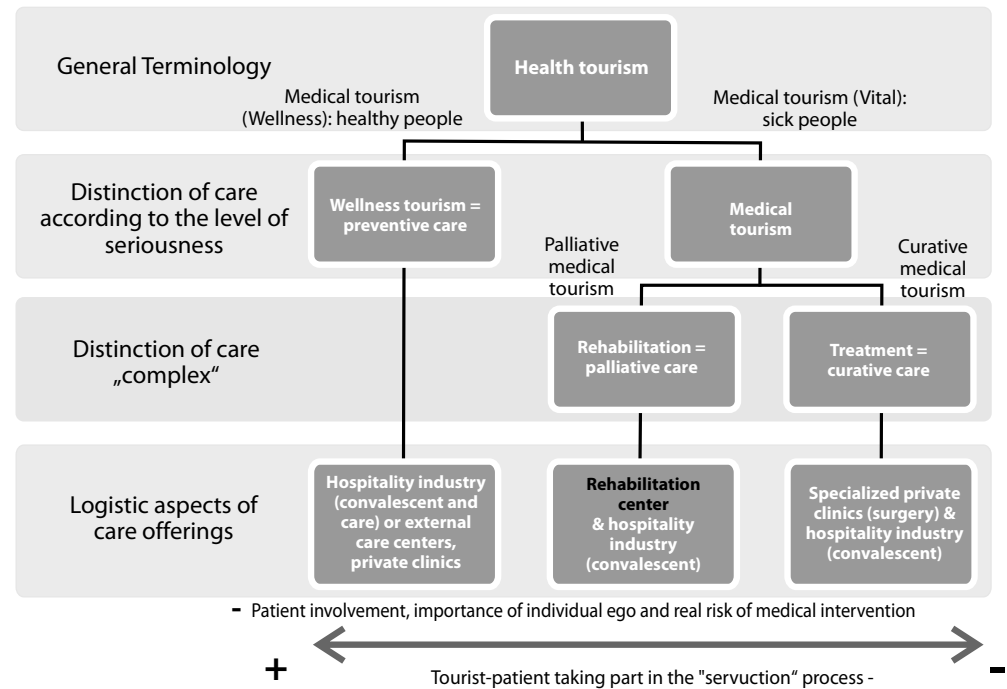 General Terminology
Health tourism
Medical tourism
(Wellness): healthy people
Medical tourism (Vital):
sick people
Distinction of care
according to the level of
seriousness
Wellness tourism =
preventive care
Medical
tourism
Palliative
medical
tourism
Curative
medical
tourism
Distinction of care
„complex“
Rehabilitation =
palliative care
Treatment =
curative care
Logistic aspects of
care offerings
Hospitality industry
(convalescent and
care) or external
care centers,
private clinics
Rehabilitation
center
& hospitality
industry
(convalescent)
Specialized private
clinics (surgery) &
hospitality industry
(convalescent)
- Patient involvement, importance of individual ego and real risk of medical intervention
+
-
Tourist-patient taking part in the "servuction“ process -